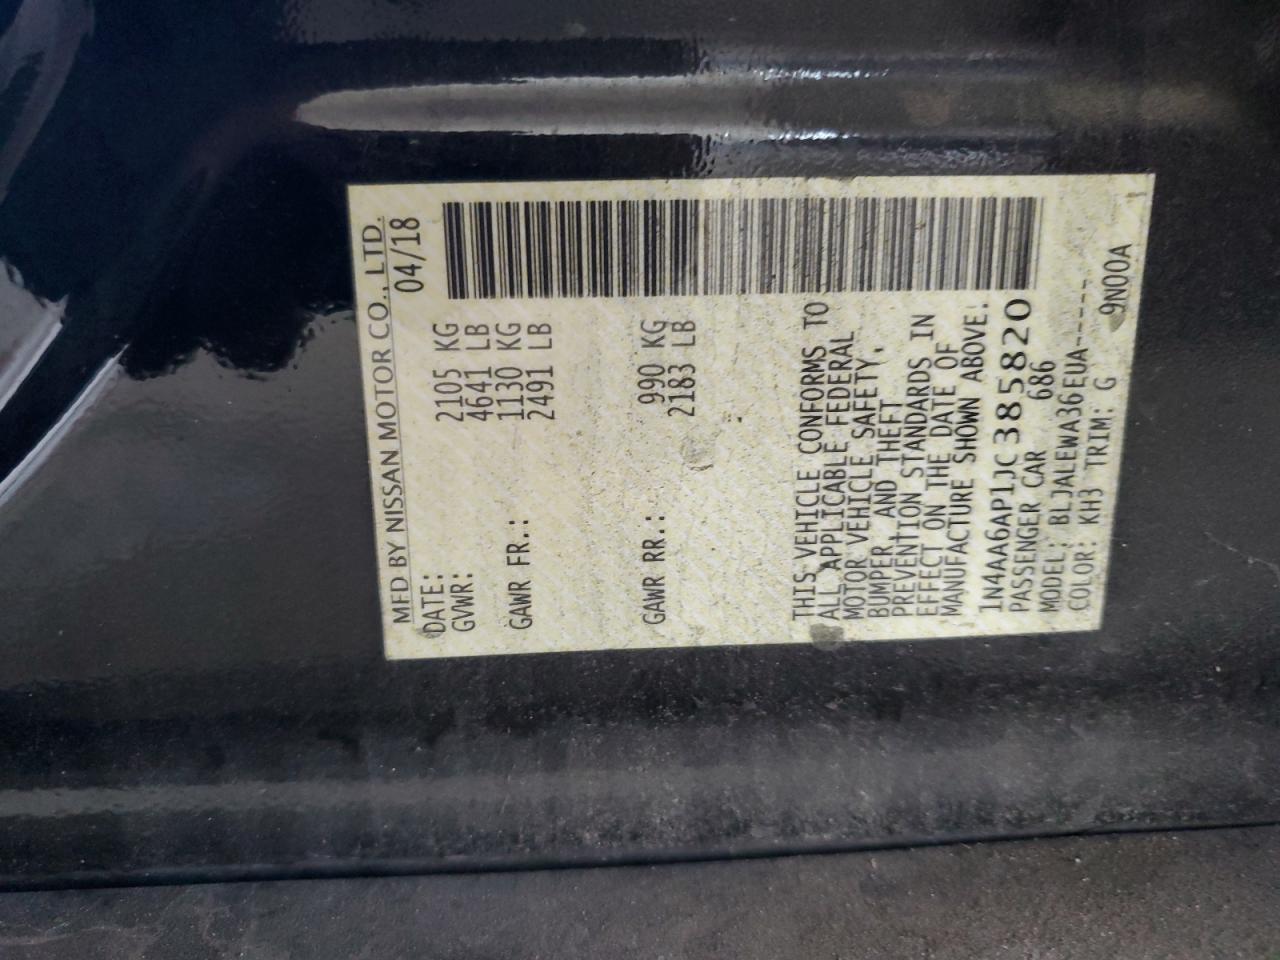 MFD BY NISSAN MOTOR CO., LTD.
DATE: 04/18
GVWR: 2105 KG
4641 LB
GAWR FR.: 1130 KG
2491 LB
GAWR RR.: 990 KG
2183 LB
THIS VEHICLE CONFORMS TO
ALL APPLICABLE FEDERAL
MOTOR VEHICLE SAFETY,
BUMPER, AND THEFT
PREVENTION STANDARDS IN
EFFECT ON THE DATE OF
MANUFACTURE SHOWN ABOVE.
1N4AA6AP1JC385820
PASSENGER CAR 686
MODEL: BLJALEWA36EUA-----
COLOR: KH3 TRIM: G 9N00A